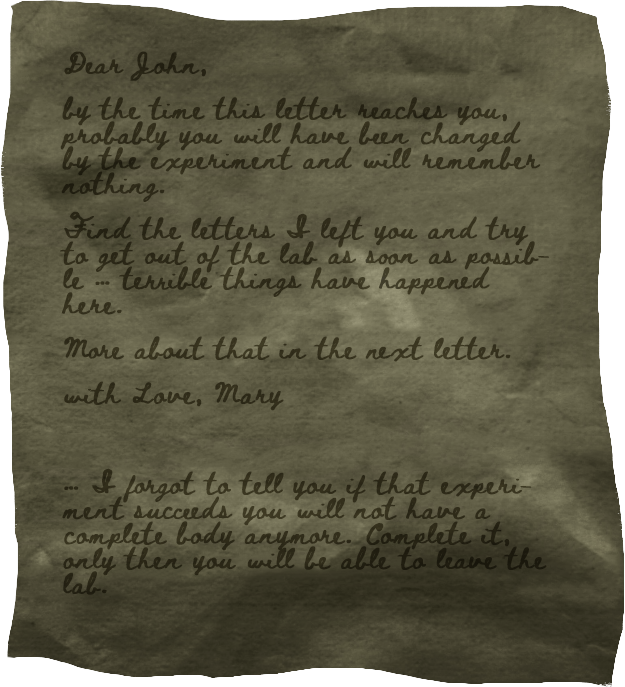 Dear John,
by the time this letter reaches you,
probably you will have been changed
by the experiment and will remember
nothing.
Find the letters I left you and try
to get out of the lab as soon as possib-
le ... terrible things have happened
here.
More about that in the next letter.
with Love, Mary
... I forgot to tell you if that experi-
ment succeeds you will not have a
complete body anymore. Complete it,
only then you will be able to leave the
lab.